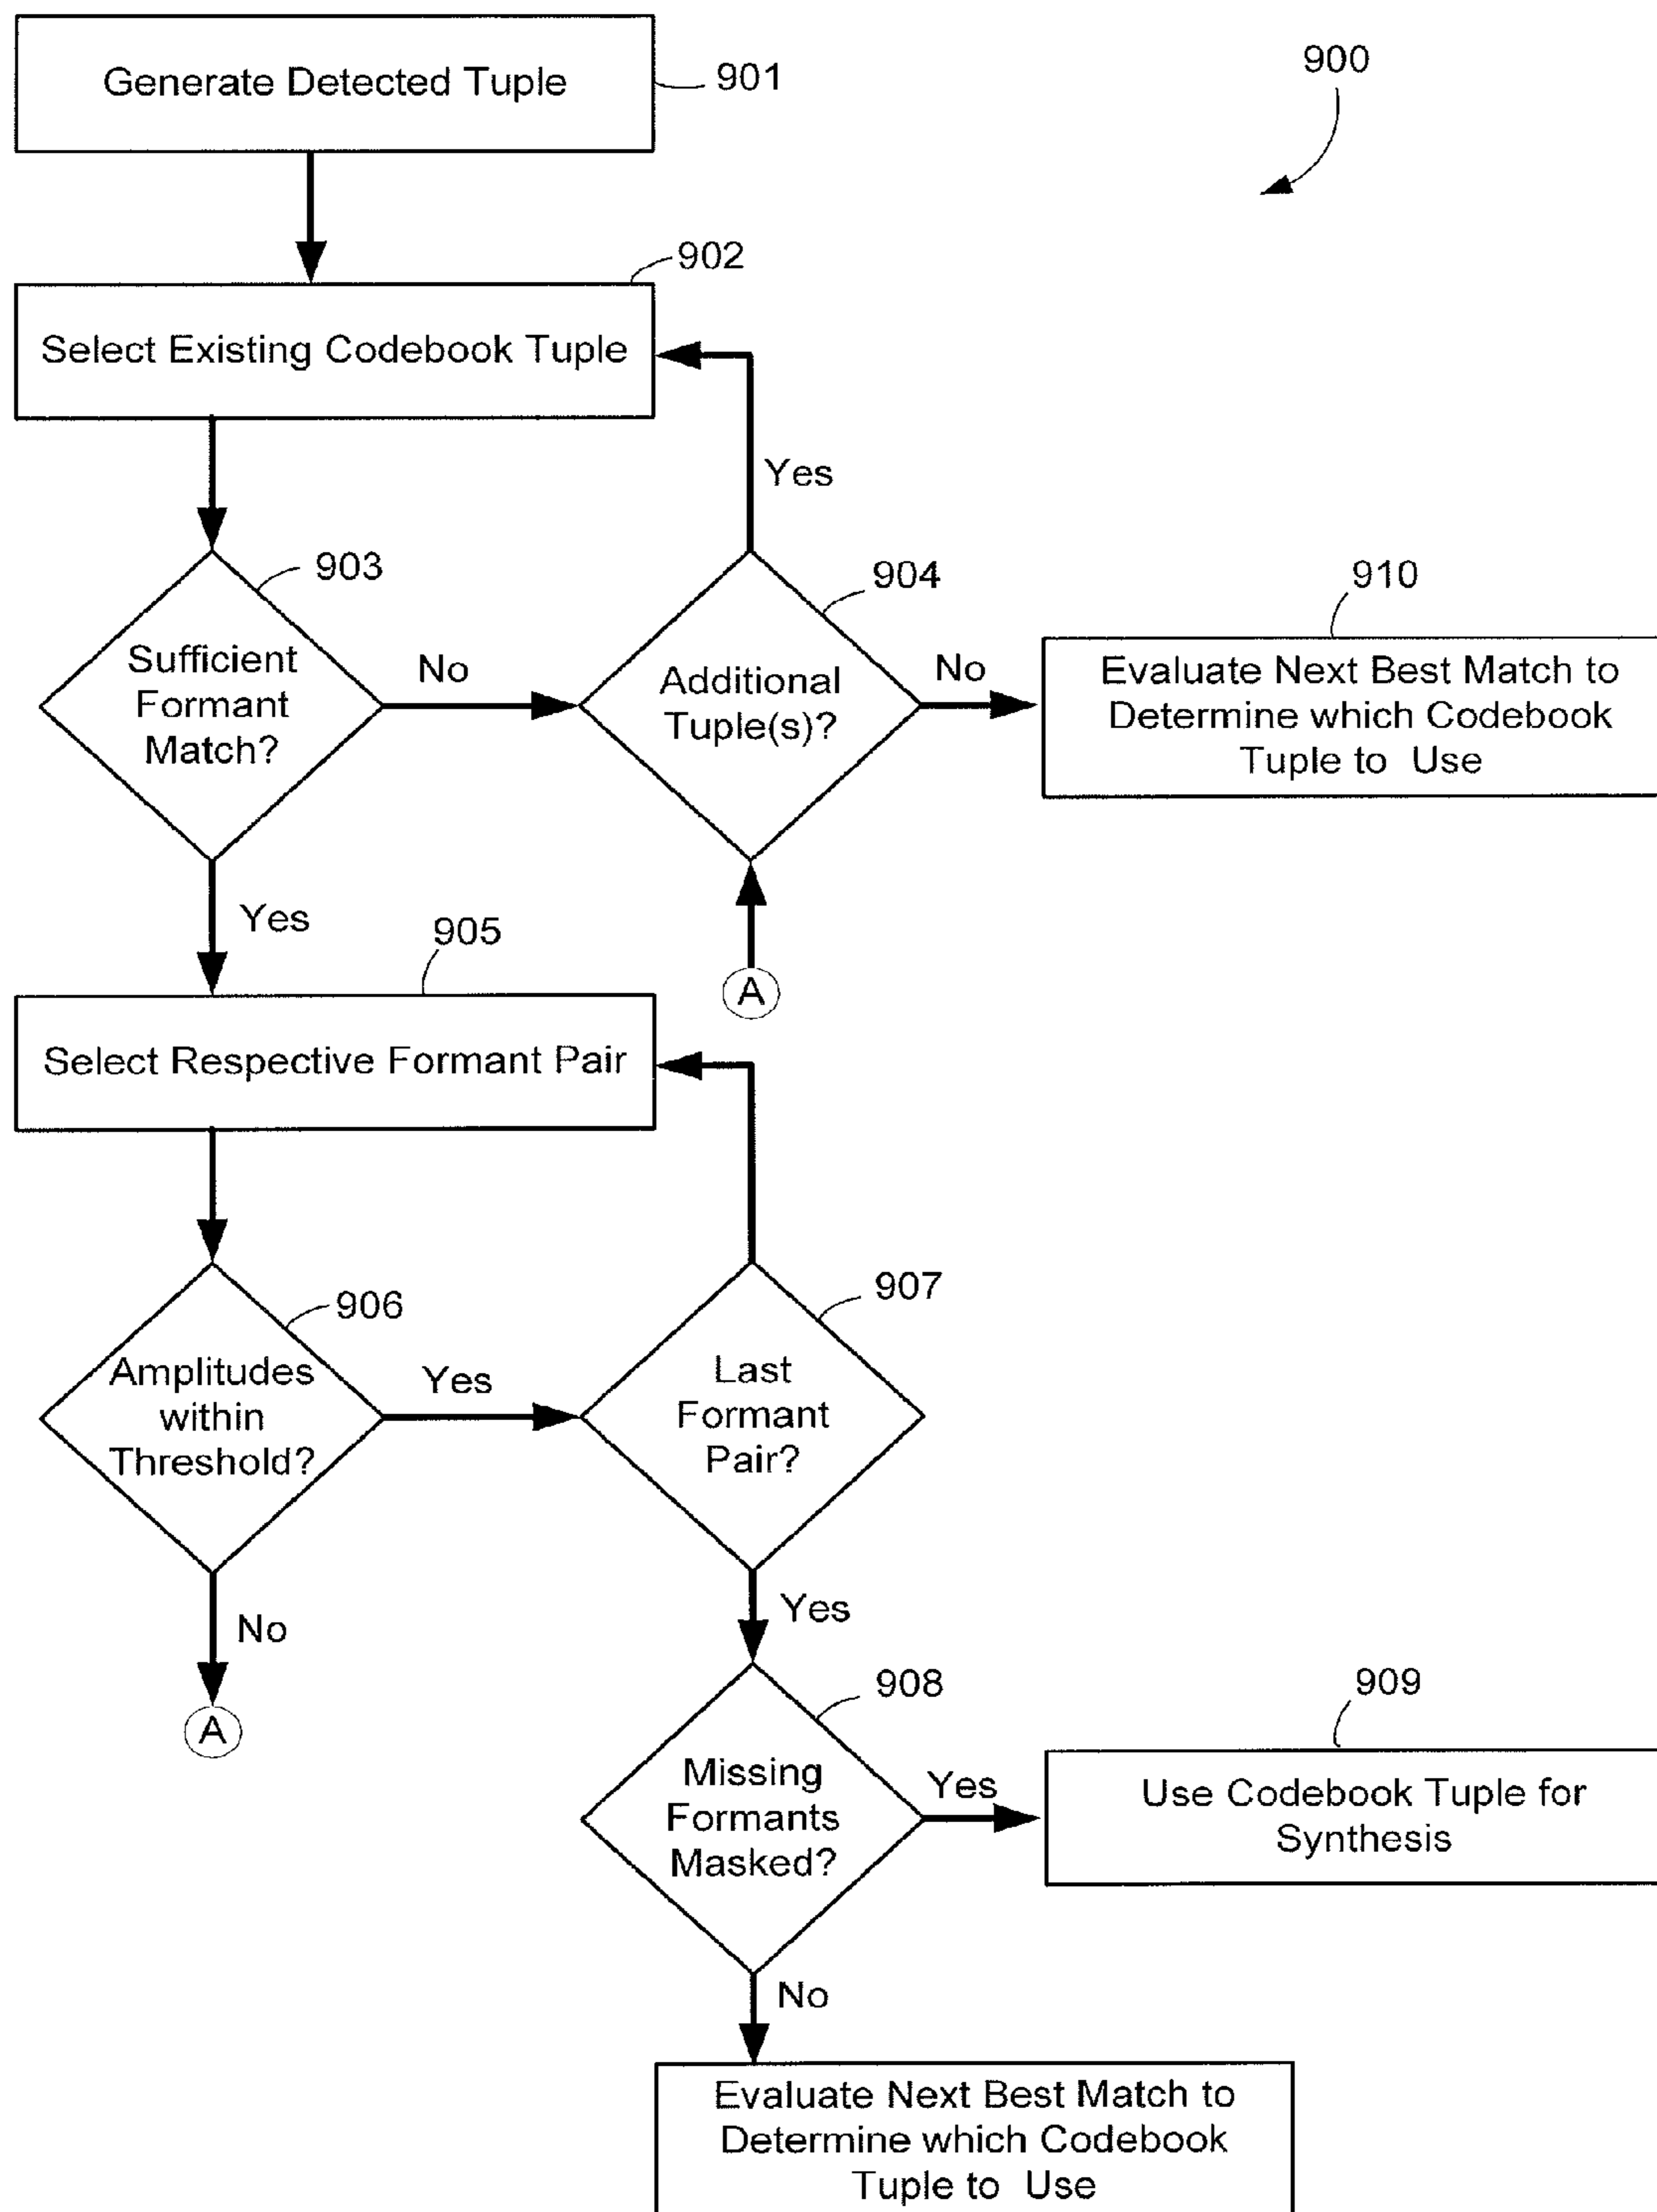 Generate Detected Tuple
901
900
902
Select Existing Codebook Tuple
Yes
903
904
910
Sufficient
Formant
Match?
No
Additional
Tuple(s)?
No
Evaluate Next Best Match to
Determine which Codebook
Tuple to Use
Yes
905
A
Select Respective Formant Pair
906
907
Amplitudes
within
Threshold?
Yes
Last
Formant
Pair?
No
Yes
A
908
909
Missing
Formants
Masked?
Yes
Use Codebook Tuple for
Synthesis
No
Evaluate Next Best Match to
Determine which Codebook
Tuple to Use